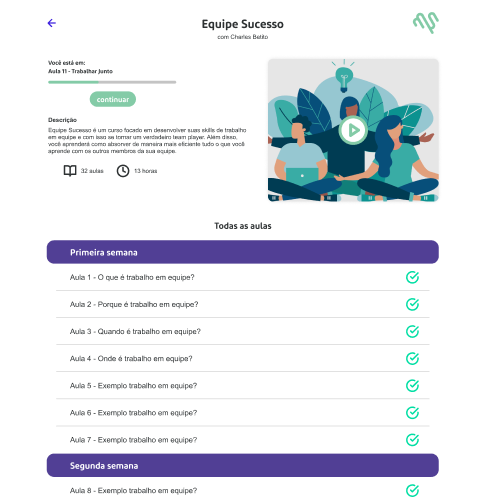 Equipe Sucesso
com Charles Betito
Você está em:
Aula 11 - Trabalhar junto
continuar
Descrição
Equipe Sucesso é um curso focado em desenvolver suas skills de trabalho
em equipe e com isso se tornar um verdadeiro team player. Além disso,
você aprenderá como absorver de maneira mais eficiente tudo o que você
aprende com os outros membros da sua equipe.
32 aulas
13 horas
Todas as aulas
Primeira semana
Aula 1 - O que é trabalho em equipe?
Aula 2 - Porque é trabalho em equipe?
Aula 3 - Quando é trabalho em equipe?
Aula 4 - Onde é trabalho em equipe?
Aula 5 - Exemplo trabalho em equipe?
Aula 6 - Exemplo trabalho em equipe?
Aula 7 - Exemplo trabalho em equipe?
Segunda semana
Aula 8 - Exemplo trabalho em equipe?